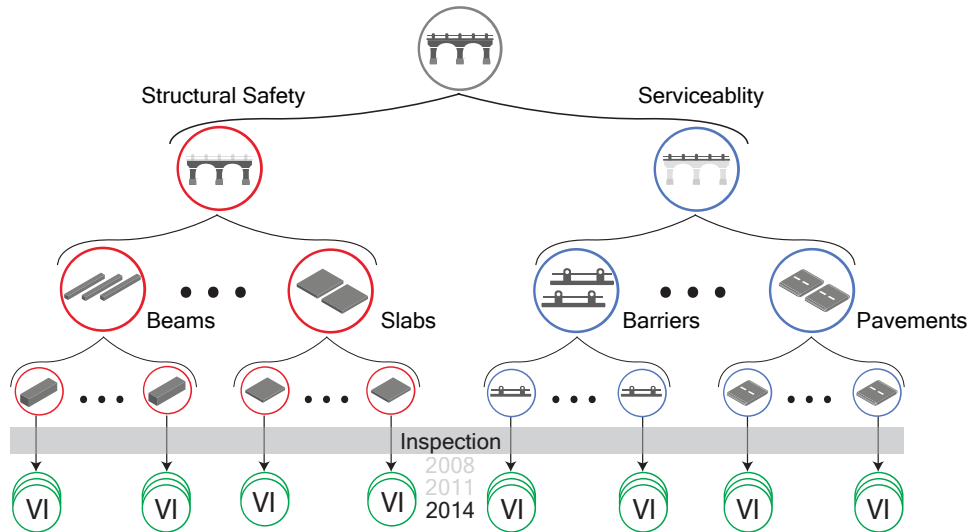 Structural Safety
Serviceablity
Beams
Slabs
Barriers
Pavements
Inspection
2008
2011
2014
VI
VI
VI
VI
VI
VI
VI
VI